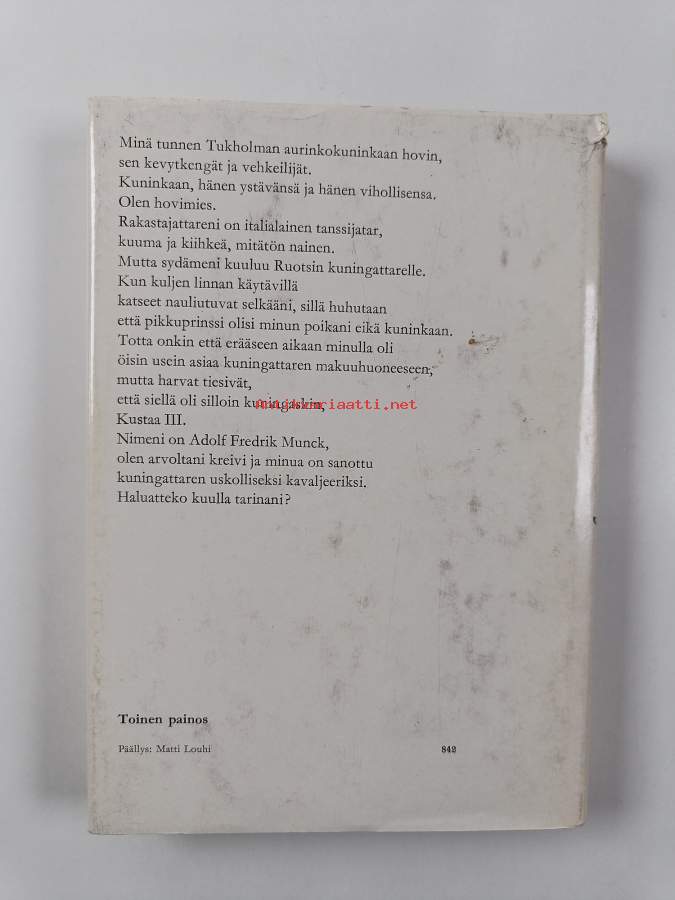 Minä tunnen Tukholman aurinkokuninkaan hovin,
sen kevytkengät ja vehkeilijät.
Kuninkaan, hänen ystävänsä ja hänen vihollisensa.
Olen hovimies.
Rakastajattareni on italialainen tanssijatar,
kuuma ja kiihkeä, mitätön nainen.
Mutta sydämeni kuuluu Ruotsin kuningattarelle.
Kun kuljen linnan käytävillä
katseet nauliutuvat selkääni, sillä huhutaan
että pikkuprinssi olisi minun poikani eikä kuninkaan.
Totta onkin että erääseen aikaan minulla oli
öisin usein asiaa kuningattaren makuuhuoneeseen,
mutta harvat tiesivät,
että siellä oli silloin kuningaskin,
Kustaa III.
Nimeni on Adolf Fredrik Munck,
olen arvoltani kreivi ja minua on sanottu
kuningattaren uskolliseksi kavaljeeriksi.
Haluatteko kuulla tarinani?
Toinen painos
Päällys: Matti Louhi 842